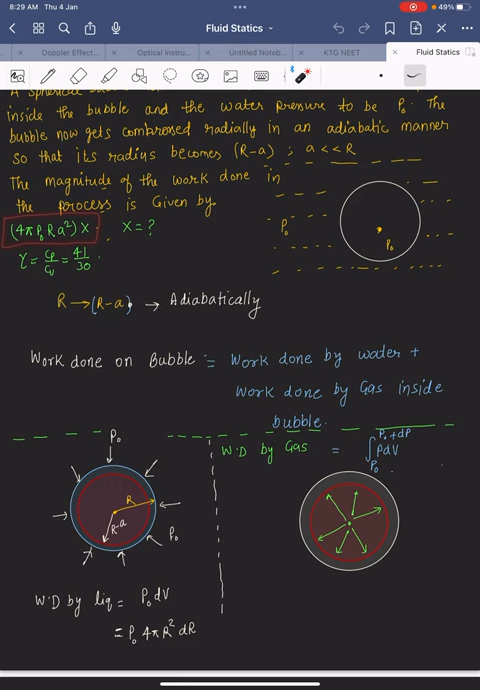 8:29 AM Thu 4 Jan
49%
Fluid Statics
Doppler Effect...
Optical Instru...
Untitled Noteb...
KTG NEET
Fluid Statics
A spherical
inside the bubble and the water pressure to be P₀. The
bubble now gets compressed radially in an adiabatic manner
so that its radius becomes (R-a) ; a << R
The magnitude of the work done in
the process is Given by
(4πP₀Ra²)X . X = ?
γ = Cp/Cv = 41/30
P₀
P₀
R → (R-a) → Adiabatically
Work done on Bubble = Work done by water +
Work done by Gas inside
bubble.
W.D by Gas = ∫ PdV
P₀+dP
P₀
P₀
R
R-a
P₀
W.D by liq = P₀dV
= P₀ 4πR² dR